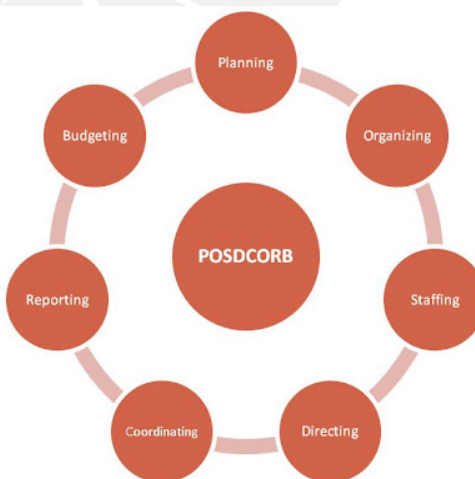 Planning
Organizing
Staffing
Directing
Coordinating
Reporting
Budgeting
POSDCORB